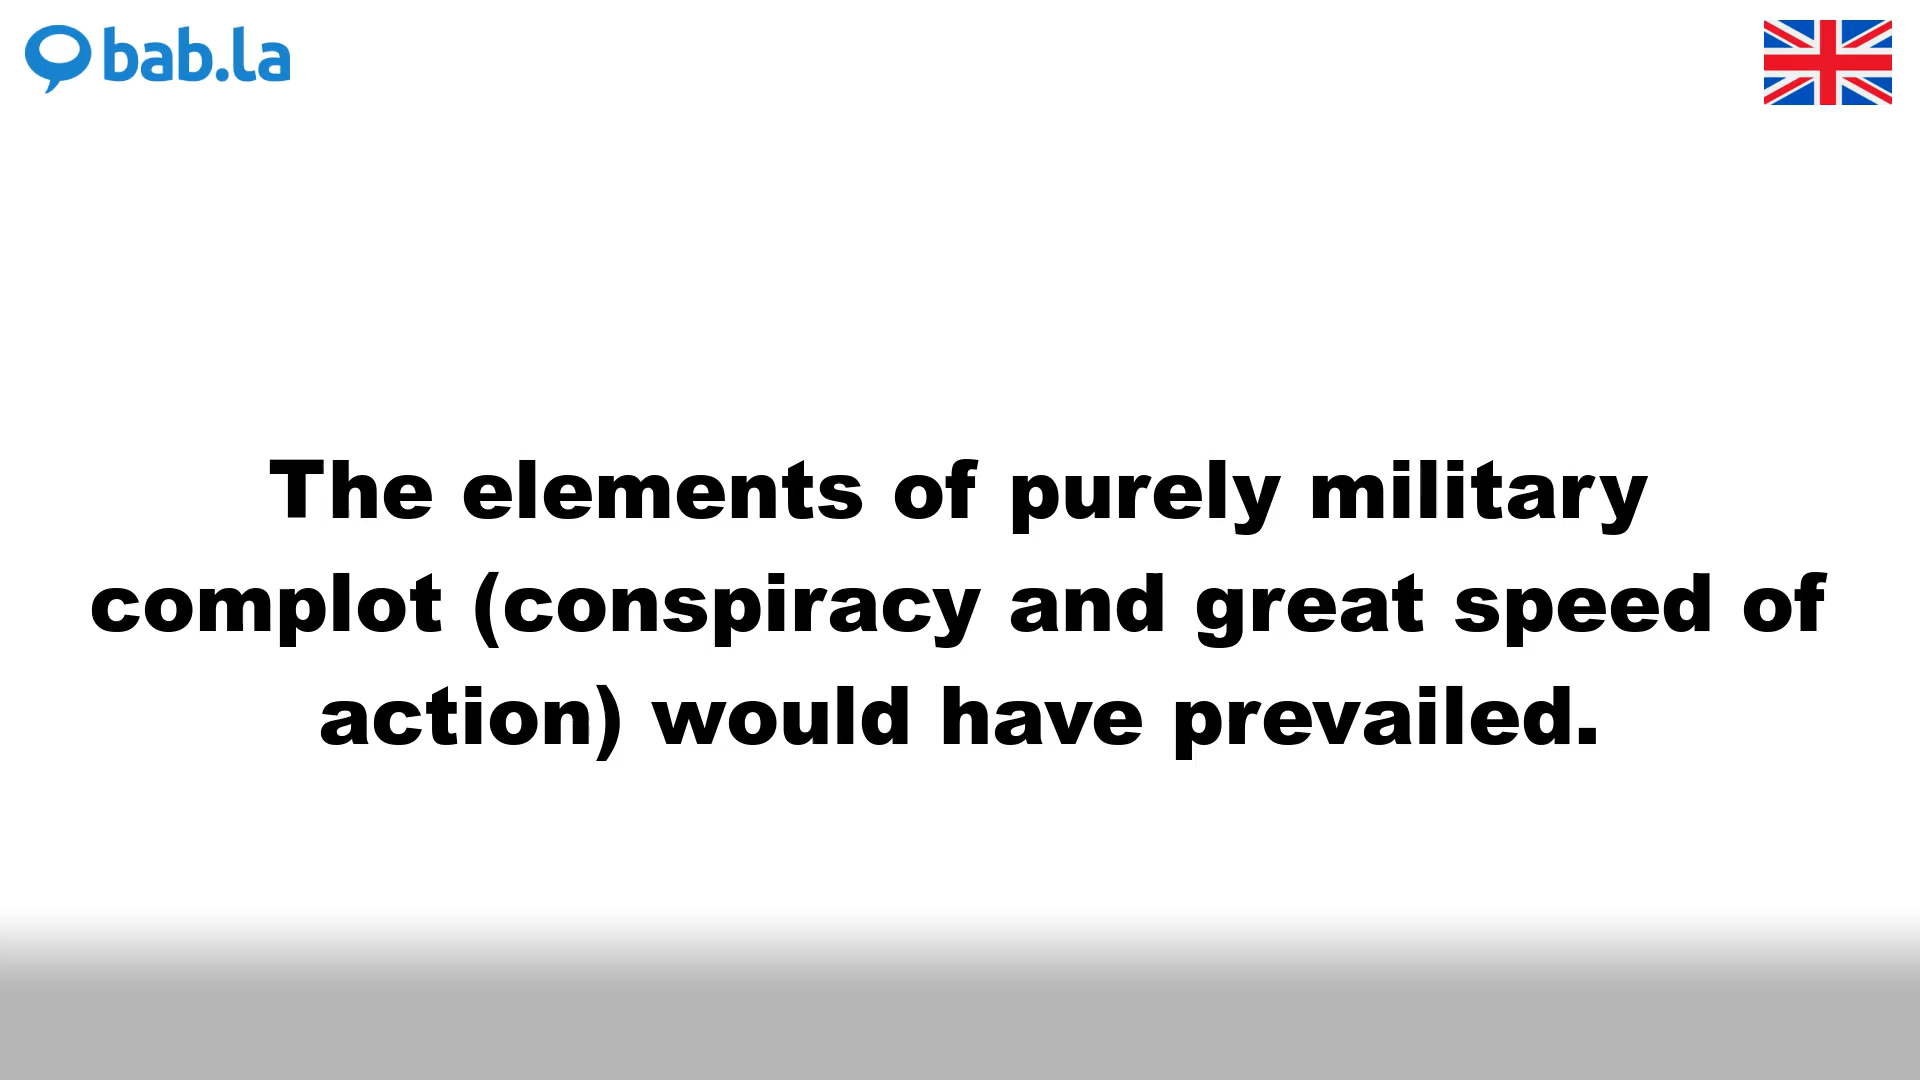 bab.la
The elements of purely military
complot (conspiracy and great speed of
action) would have prevailed.